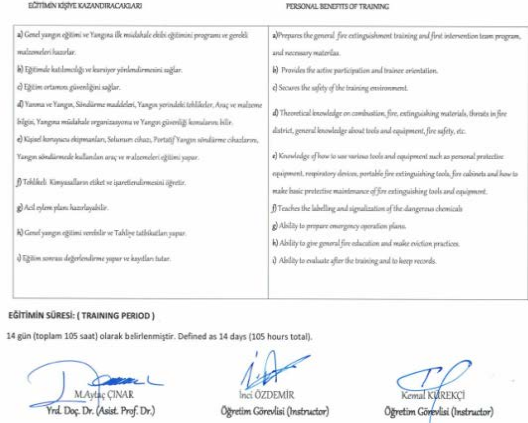 EĞİTİMİN KİŞİYE KAZANDIRACAKLARI
a) Genel yangın eğitimi ve Yangına ilk müdahale ekibi eğitimini programı ve gerekli
malzemeleri hazırlar.
b) Eğitimde katılımcılığı ve kursiyer yönlendirmesini sağlar.
c) Eğitim ortamını güvenliğini sağlar.
d) Yanma ve Yangın, Söndürme maddeleri, Yangın yerindeki tehlikeler, Araç ve malzeme
bilgisi, Yangına müdahale organizasyonu ve Yangın güvenliği konularını bilir.
e) Kişisel koruyucu ekipmanları, Solunum cihazı, Portatif Yangın söndürme cihazlarını,
Yangın söndürmede kullanılan araç ve malzemeleri eğitimi yapar.
f) Tehlikeli Kimyasalların etiket ve işaretlendirmesini öğretir.
g) Acil eylem planı hazırlayabilir.
h) Genel yangın eğitimi verebilir ve Tahliye tatbikatları yapar.
i) Eğitim sonrası değerlendirme yapar ve kayıtları tutar.
PERSONAL BENEFITS OF TRAINING
a)Prepares the general fire extinguishment training and first intervention team program,
and necessary materilas.
b) Provides the active participation and trainee orientation.
c) Secures the safety of the training environment.
d) Theoretical knowledge on combustion, fire, extinguishing materials, threats in fire
district, general knowledge about tools and equipment, fire safety, etc.
e) Knowledge of how to use various tools and equipment such as personal protective
equipment, respiratory devices, portable fire extinguishing tools, fire cabinets and how to
make basic protective maintenance of fire extinguishing tools and equipment.
f) Teaches the labelling and signalization of the dangerous chemicals
g) Ability to prepare emergency operation plans.
h) Ability to give general fire education and make eviction practices.
i) Ability to evaluate after the training and to keep records.
EĞİTİMİN SÜRESİ: ( TRAINING PERIOD )
14 gün (toplam 105 saat) olarak belirlenmiştir. Defined as 14 days (105 hours total).
M.Aytaç ÇINAR
Yrd. Doç. Dr. (Asist. Prof. Dr.)
İnci ÖZDEMİR
Öğretim Görevlisi (Instructor)
Kemal KÜREKÇİ
Öğretim Görevlisi (Instructor)